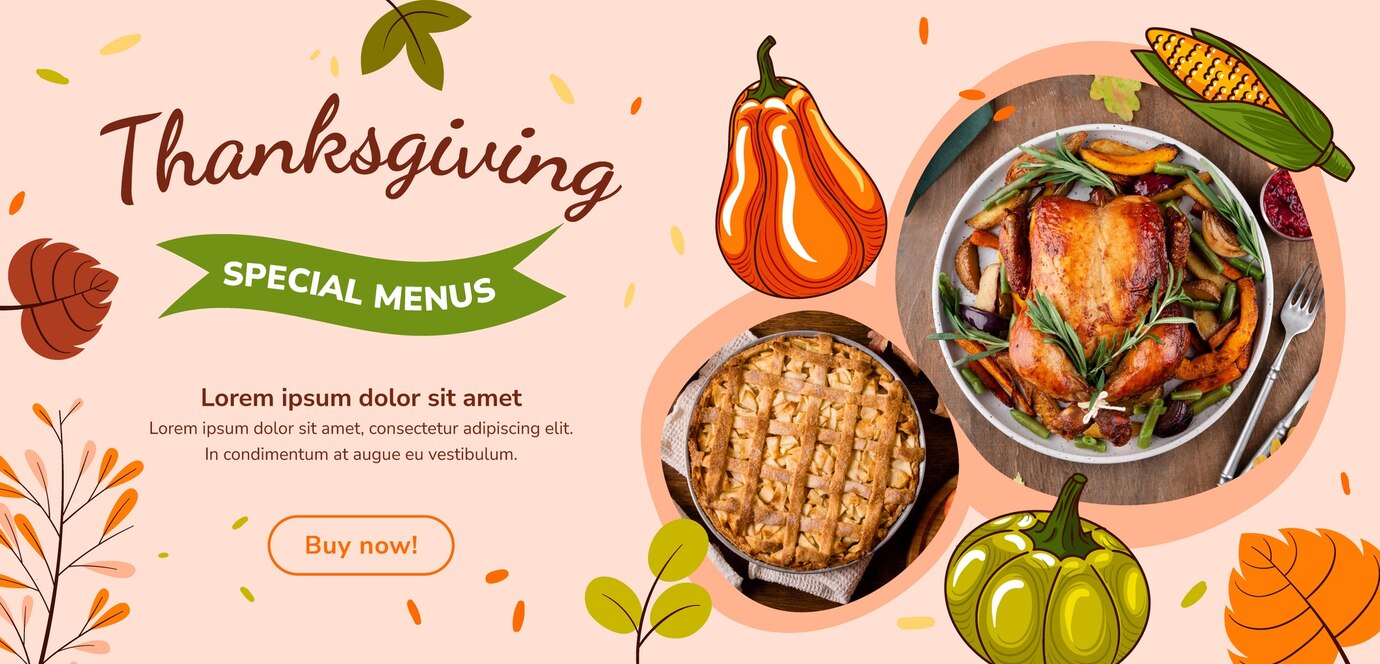 Thanksgiving
SPECIAL MENUS
Lorem ipsum dolor sit amet
Lorem ipsum dolor sit amet, consectetur adipiscing elit.
In condimentum at augue eu vestibulum.
Buy now!